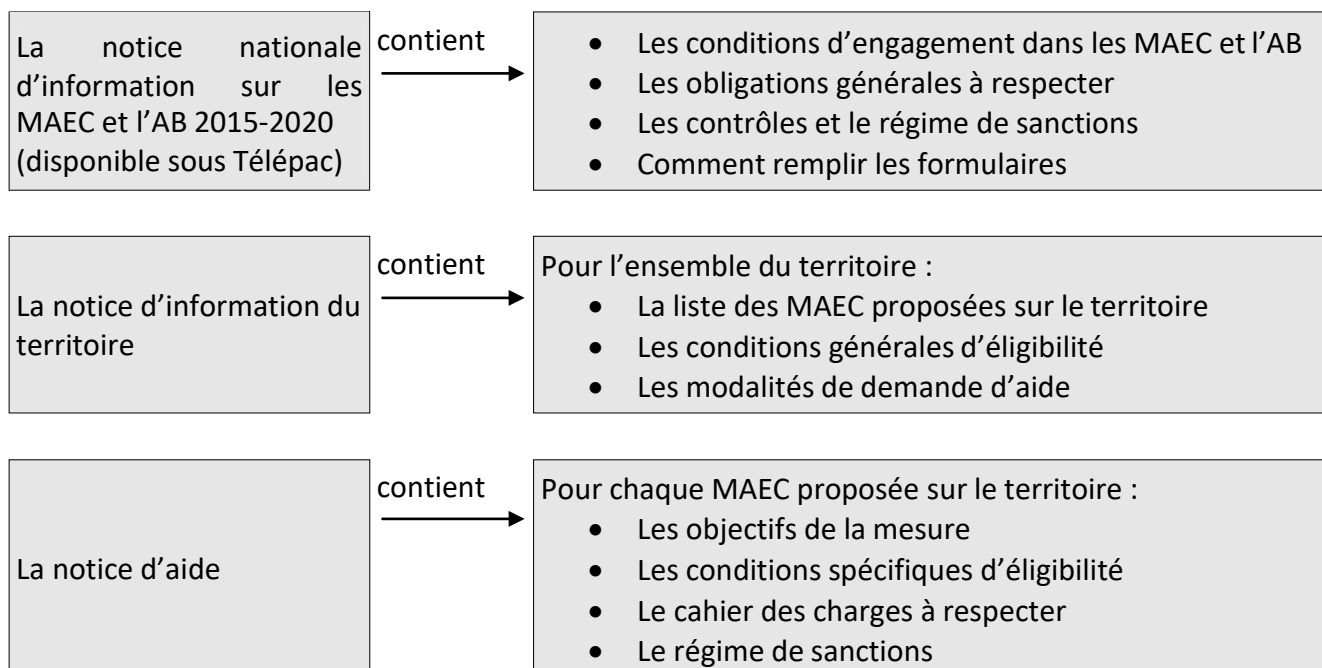 La notice nationale
d’information sur les
MAEC et l’AB 2015-2020
(disponible sous Télépac)
contient
• Les conditions d’engagement dans les MAEC et l’AB
• Les obligations générales à respecter
• Les contrôles et le régime de sanctions
• Comment remplir les formulaires
La notice d’information du
territoire
contient
Pour l’ensemble du territoire :
• La liste des MAEC proposées sur le territoire
• Les conditions générales d’éligibilité
• Les modalités de demande d’aide
La notice d’aide
contient
Pour chaque MAEC proposée sur le territoire :
• Les objectifs de la mesure
• Les conditions spécifiques d’éligibilité
• Le cahier des charges à respecter
• Le régime de sanctions